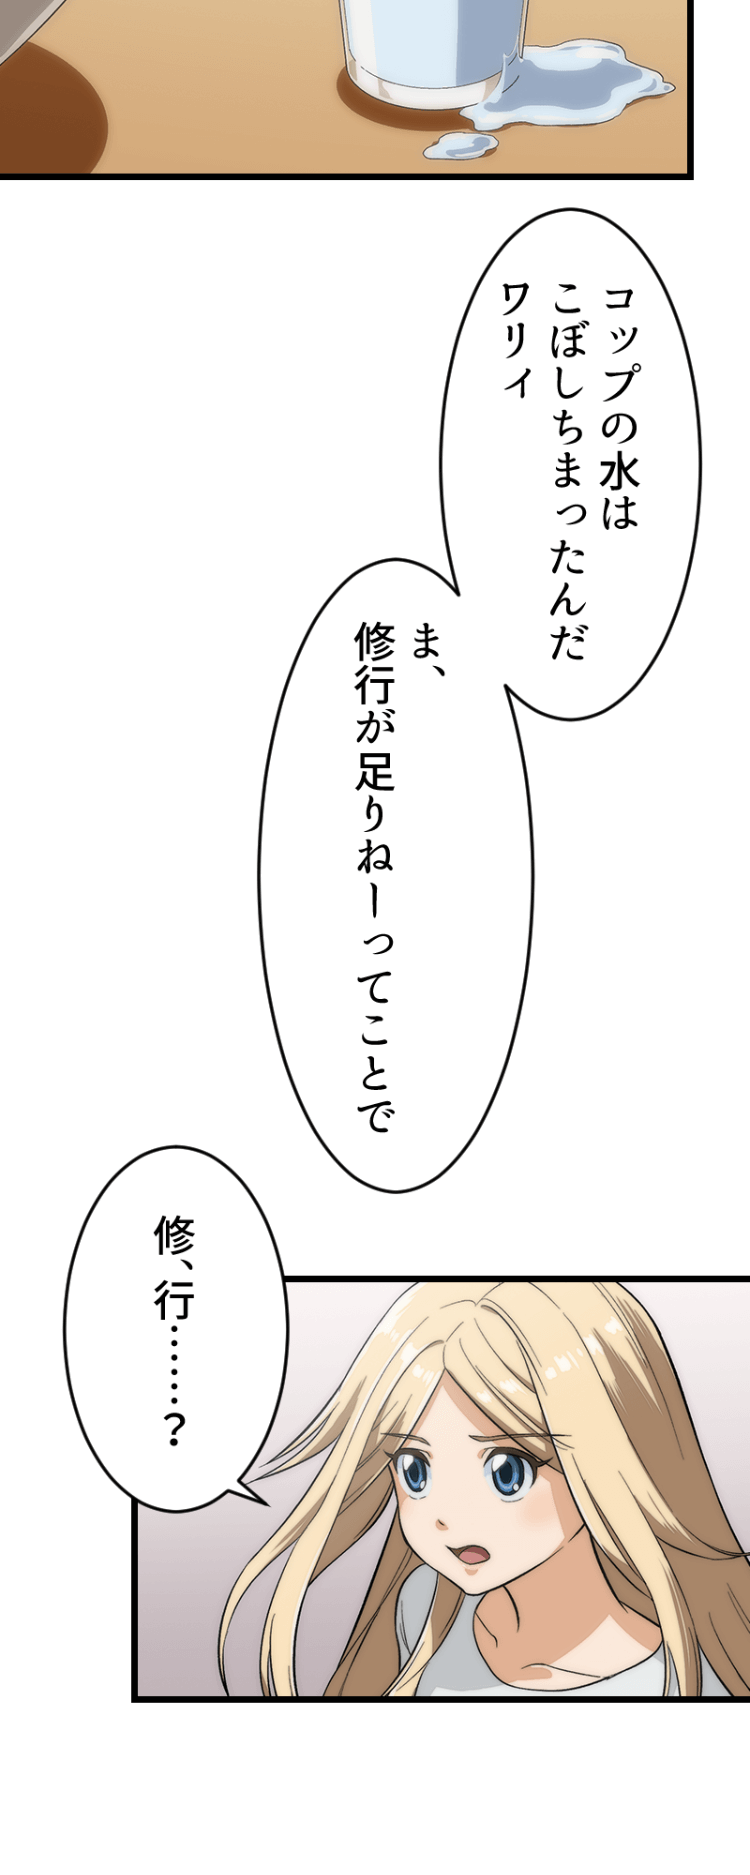 コップの水は
こぼしちまったんだ
ワリィ
ま、
修行が足りねーってことで
修、行……？